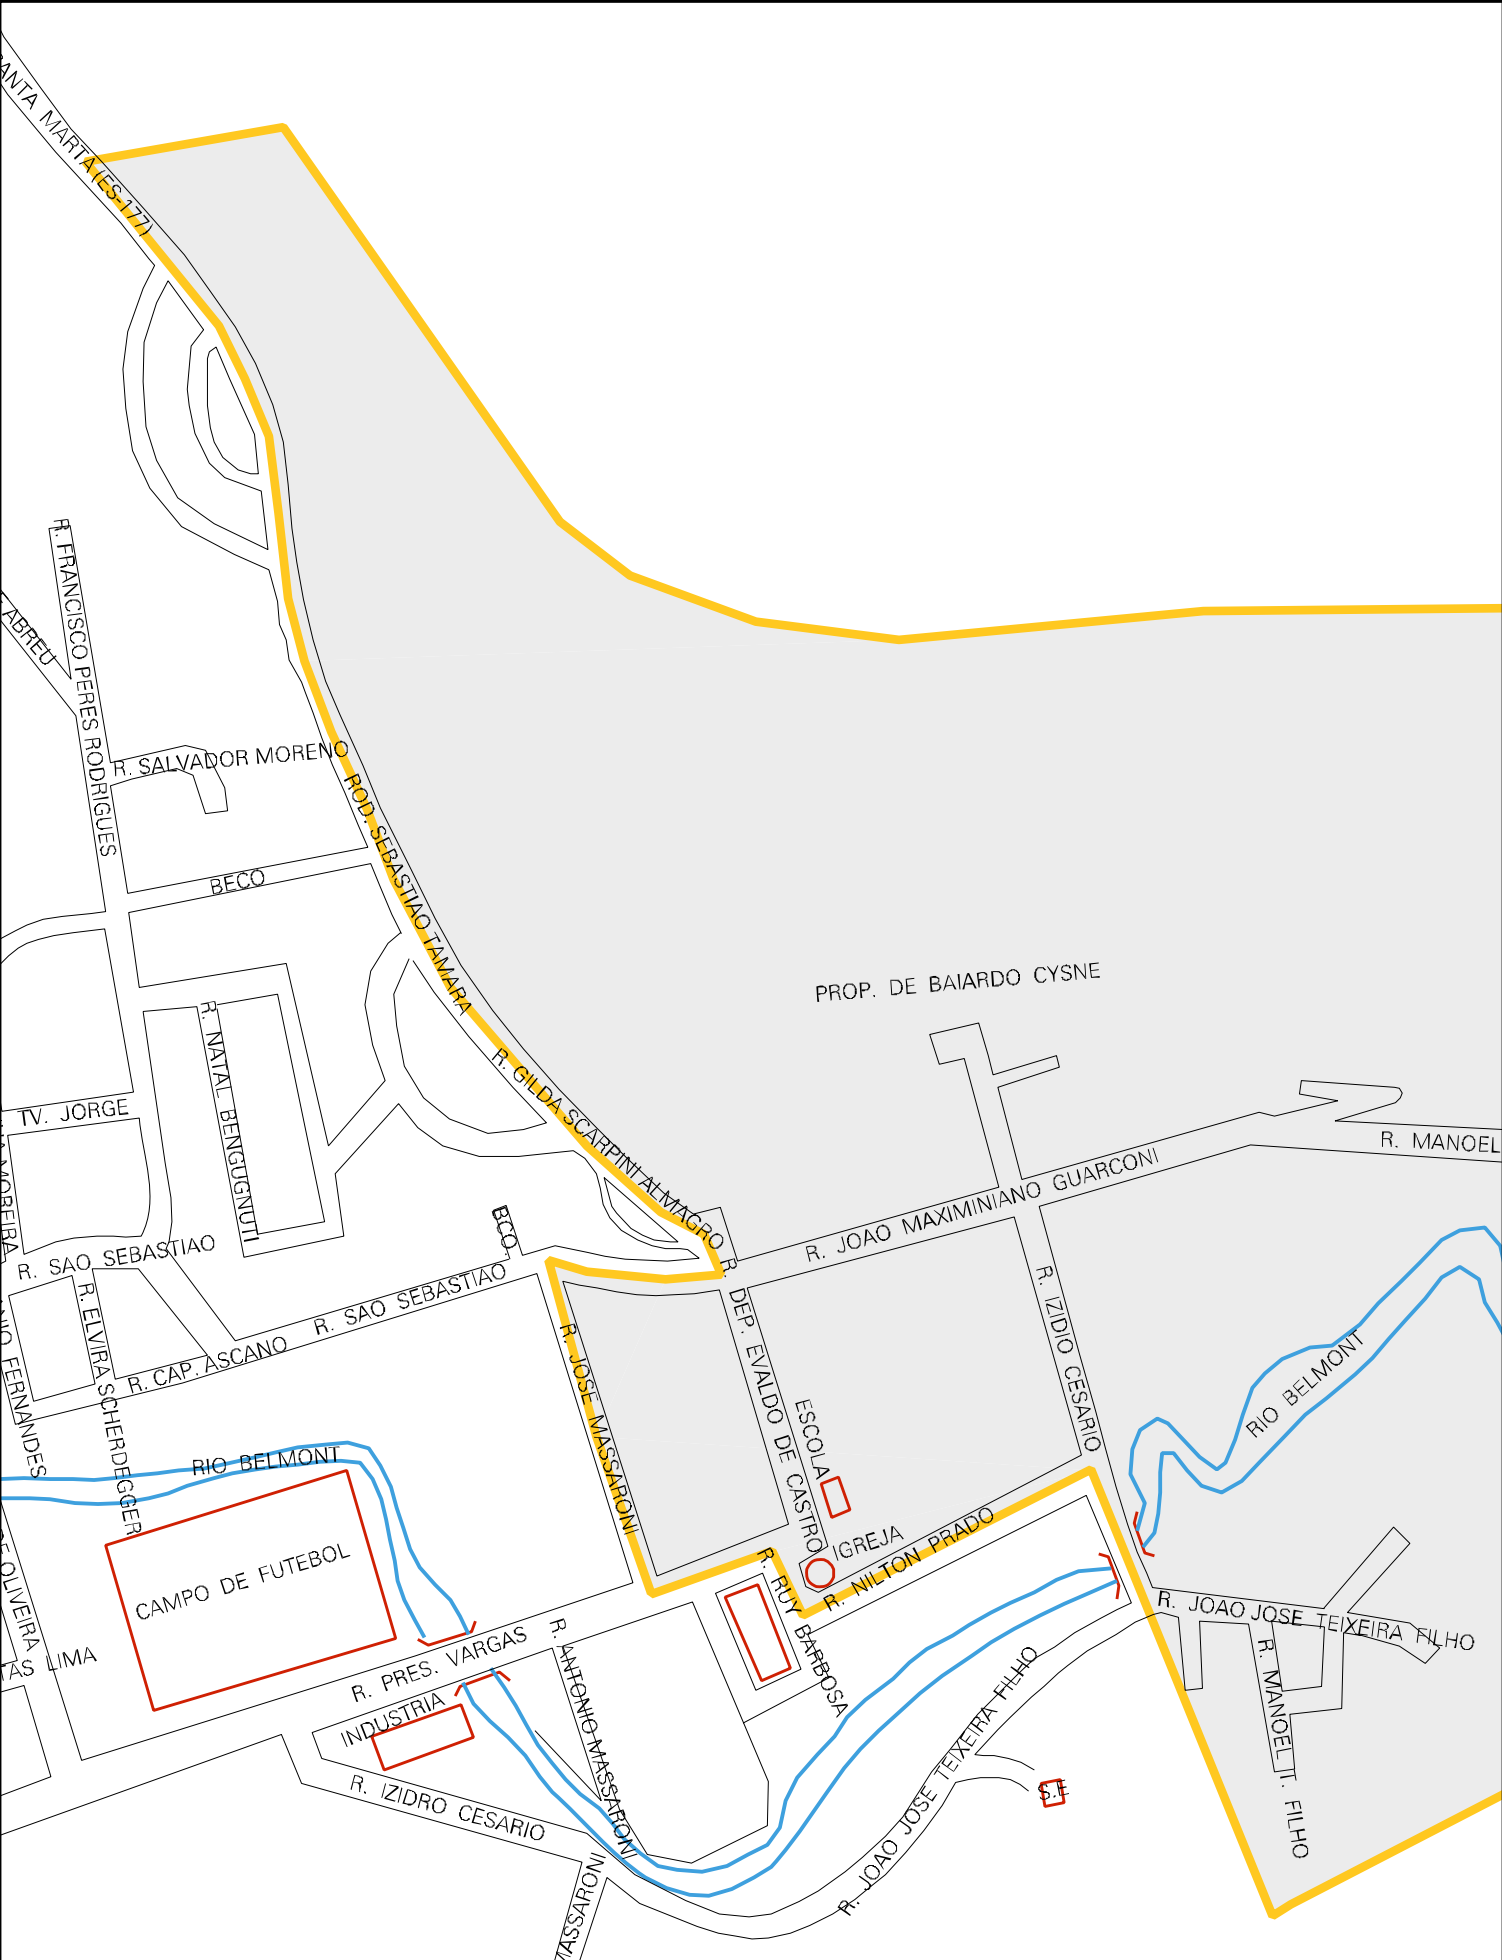 SANTA MARTA (ES-177)
R. FRANCISCO PERES RODRIGUES
ABREU
R. SALVADOR MORENO
ROD. SEBASTIAO TAMARA
BECO
PROP. DE BAIARDO CYSNE
R. NATAL BENGUGNUTI
R. GILDA SCARPINI ALMAGRO
TV. JORGE
MOREIRA
R. MANOEL
R. JOAO MAXIMINIANO GUARCONI
BCO
R. SAO SEBASTIAO
R. SAO SEBASTIAO
R. ELVIRA SCHERDEGGER
R. CAP. ASCANO
FERNANDES
R. JOSE MASSARONI
R. DEP. EVALDO DE CASTRO
R. IZIDIO CESARIO
ESCOLA
RIO BELMONT
RIO BELMONT
CAMPO DE FUTEBOL
IGREJA
R. NILTON PRADO
R. RUY BARBOSA
DE OLIVEIRA
TAS LIMA
R. PRES. VARGAS
INDUSTRIA
R. ANTONIO MASSARONI
R. IZIDRO CESARIO
R. JOAO JOSE TEIXEIRA FILHO
R. JOAO JOSE TEIXEIRA FILHO
R. MANOEL T. FILHO
S.E
MASSARONI